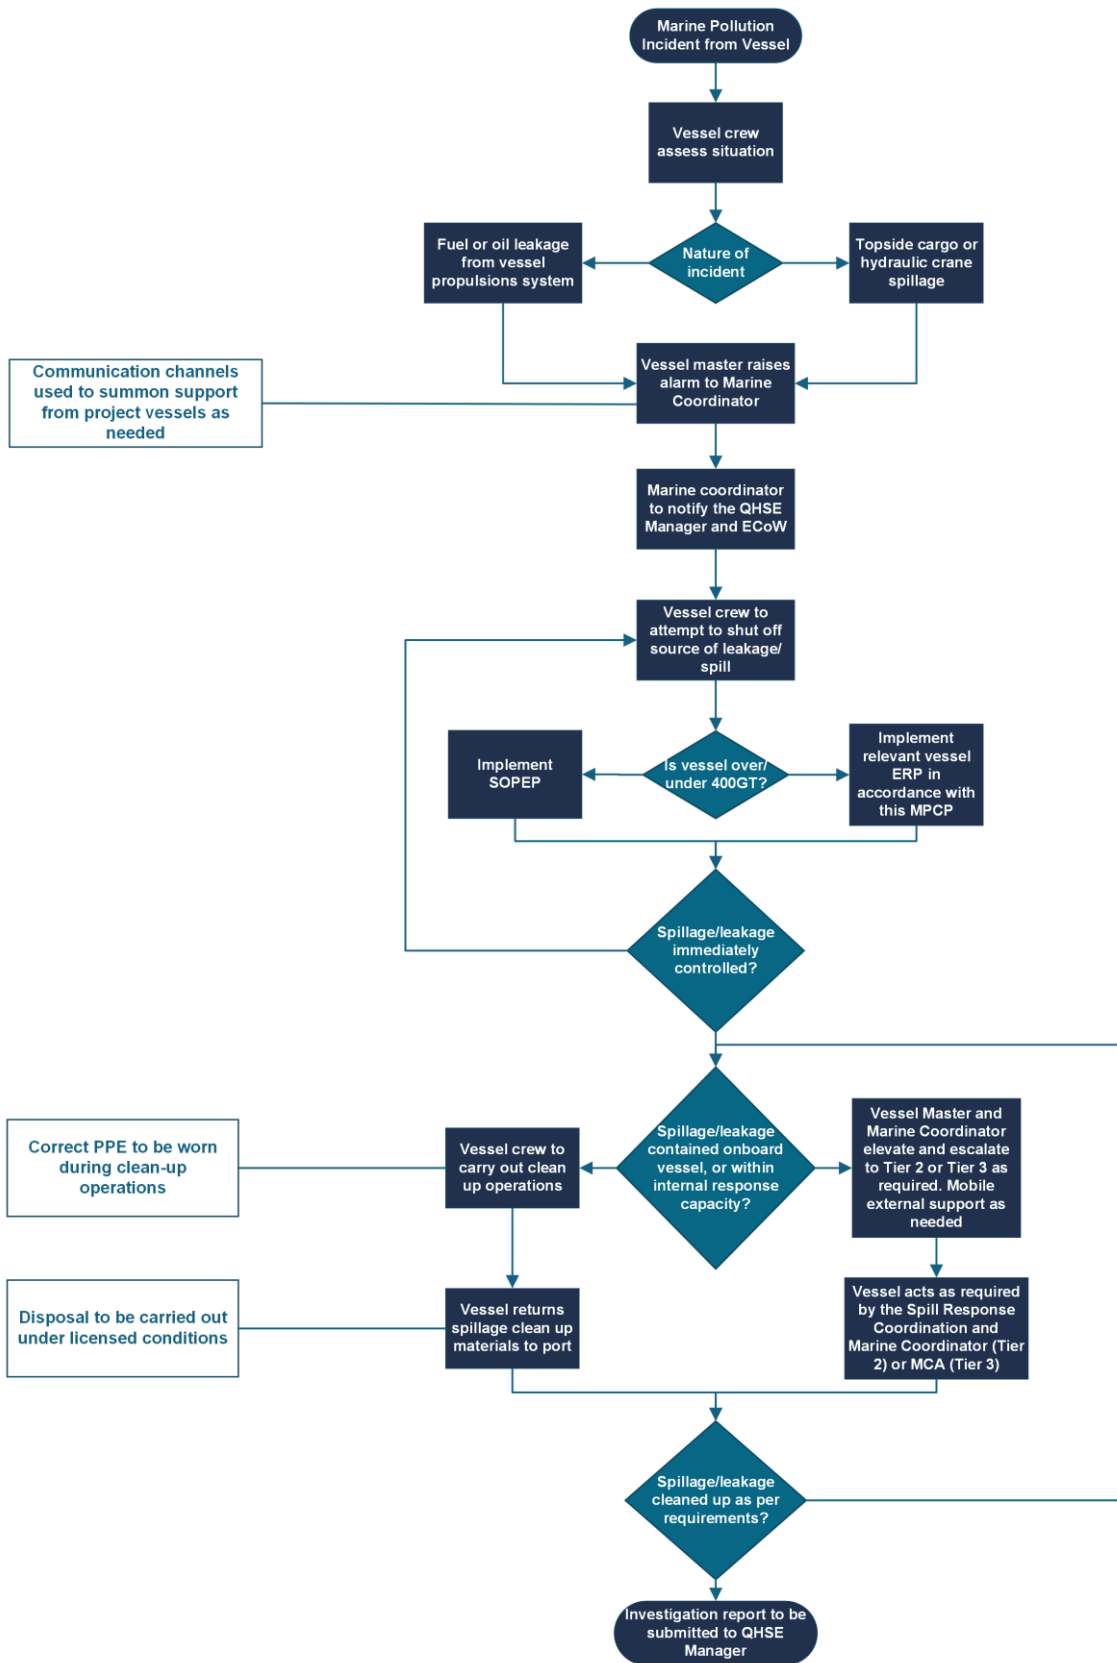 Marine Pollution
Incident from Vessel
Vessel crew
assess situation
Fuel or oil leakage
from vessel
propulsions system
Nature of
incident
Topside cargo or
hydraulic crane
spillage
Communication channels
used to summon support
from project vessels as
needed
Vessel master raises
alarm to Marine
Coordinator
Marine coordinator
to notify the QHSE
Manager and ECoW
Vessel crew to
attempt to shut off
source of leakage/
spill
Implement
SOPEP
Is vessel over/
under 400GT?
Implement
relevant vessel
ERP in
accordance with
this MPCP
Spillage/leakage
immediately
controlled?
Correct PPE to be worn
during clean-up
operations
Vessel crew to
carry out clean
up operations
Spillage/leakage
contained onboard
vessel, or within
internal response
capacity?
Vessel Master and
Marine Coordinator
elevate and escalate
to Tier 2 or Tier 3 as
required. Mobile
external support as
needed
Disposal to be carried out
under licensed conditions
Vessel returns
spillage clean up
materials to port
Vessel acts as required
by the Spill Response
Coordination and
Marine Coordinator (Tier
2) or MCA (Tier 3)
Spillage/leakage
cleaned up as per
requirements?
Investigation report to be
submitted to QHSE
Manager